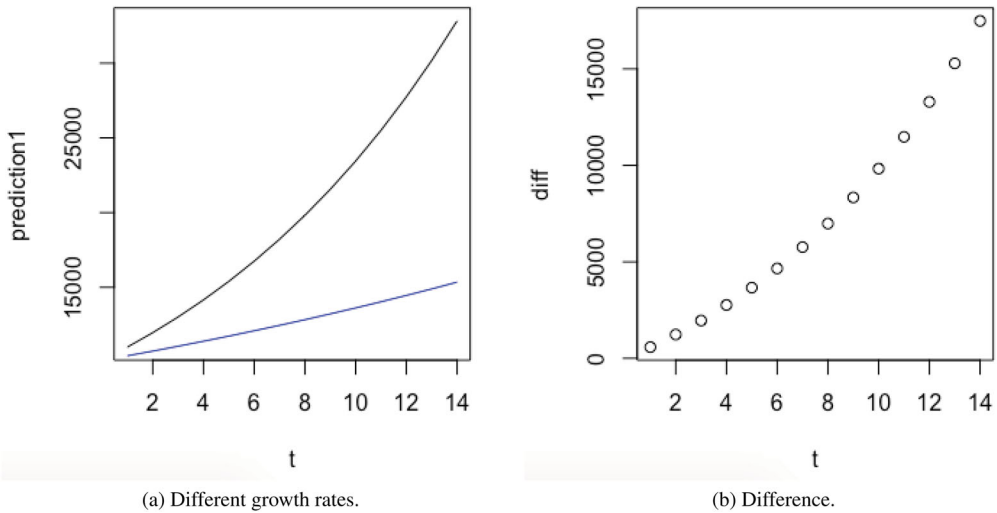 prediction1
15000
25000
2 4 6 8 10 12 14
t
(a) Different growth rates.
diff
0
5000
10000
15000
2 4 6 8 10 12 14
t
(b) Difference.